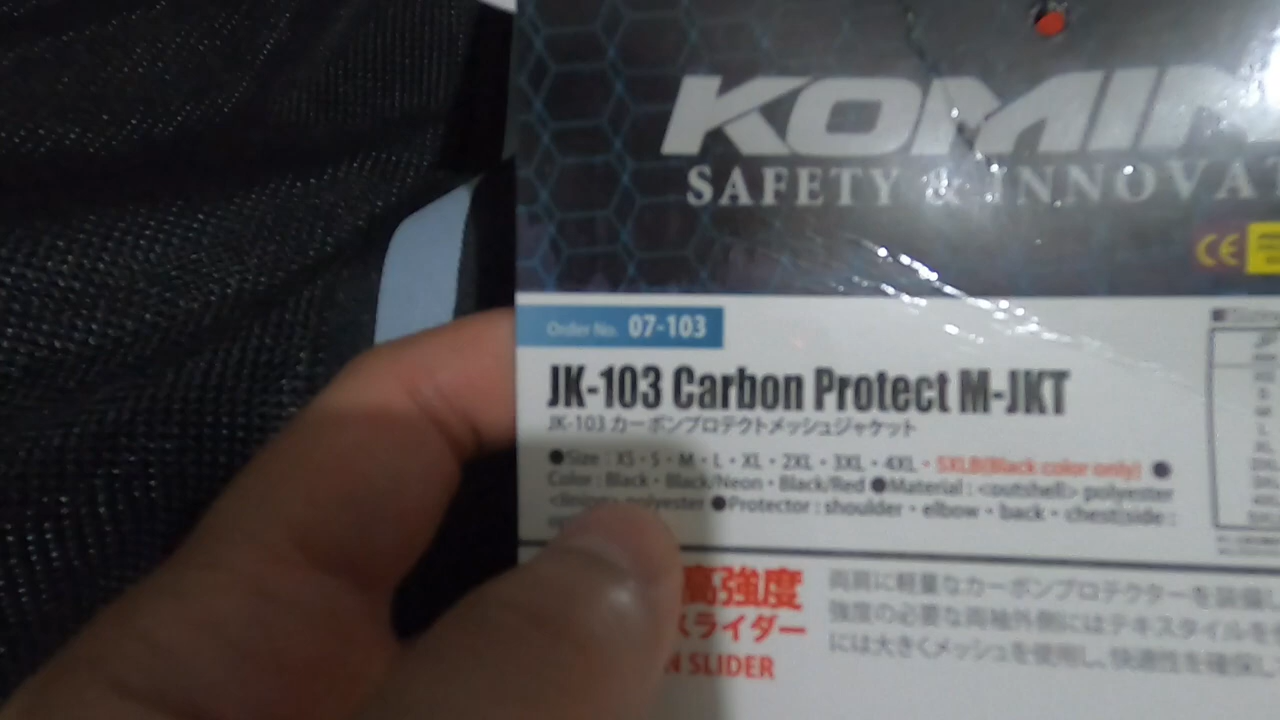 KOMIN
SAFETY & INNOVAT
CE
Order No. 07-103
JK-103 Carbon Protect M-JKT
JK-103 カーボンプロテクトメッシュジャケット
●Size : XS・S・M・L・XL・2XL・3XL・4XL・5XLB(Black color only) ●
Color : Black・Black/Neon・Black/Red ●Material : <outshell> polyester
<lining> polyester ●Protector : shoulder・elbow・back・chest(side :
高強度
両肩に軽量なカーボンプロテクターを装備し
スライダー
強度の必要な両袖外側にはテキスタイルを
N SLIDER
には大きくメッシュを使用し、快適性を確保し